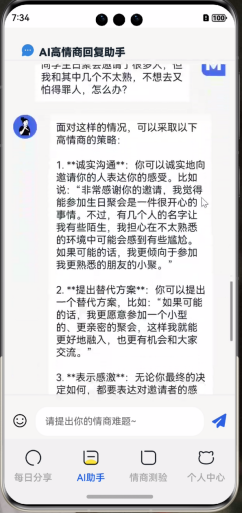 7:34
100
AI高情商回复助手
同学生日聚会邀请了很多人，但
我和其中几个不太熟，不想去又
怕得罪人，怎么办？
M
面对这样的情况，可以采取以下
高情商的策略：
1. **诚实沟通**：你可以诚实地向
邀请你的人表达你的感受。比如
说：“非常感谢你的邀请，我觉得
能参加生日聚会是一件很开心的
事情。不过，有几个人的名字让
我有些陌生，我担心在不太熟悉
的环境中可能会感到有些尴尬。
如果可能的话，我更倾向于参加
我更熟悉的朋友的小聚。”
2. **提出替代方案**：你可以提
出一个替代方案，比如：“如果可能
的话，我更愿意参加一个小型
的、更亲密的聚会，这样我就能
更好地融入，也更有机会和大家
交流。”
3. **表示感激**：无论你最终的决
定如何，都要表达对邀请者的感
请提出你的情商难题~
每日分享
AI助手
情商测验
个人中心